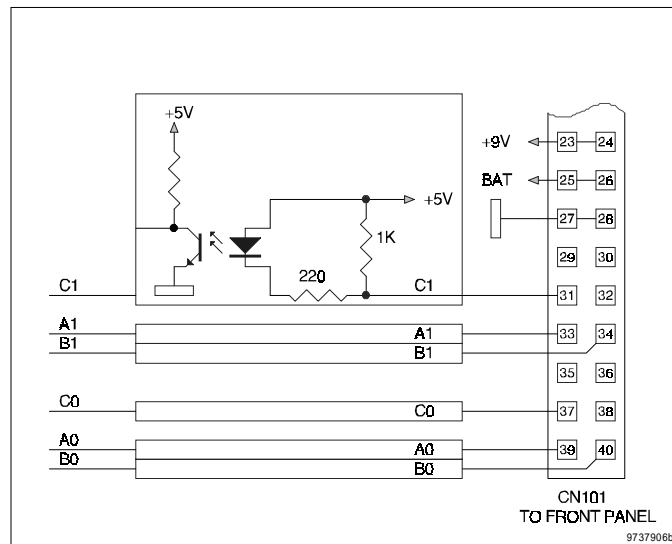 +5V
+5V
1K
220
C1
C1
A1
A1
B1
B1
C0
C0
A0
A0
B0
B0
+9V
23 24
BAT
25 26
27 28
29 30
31 32
33 34
35 36
37 38
39 40
CN101
TO FRONT PANEL
9737906b